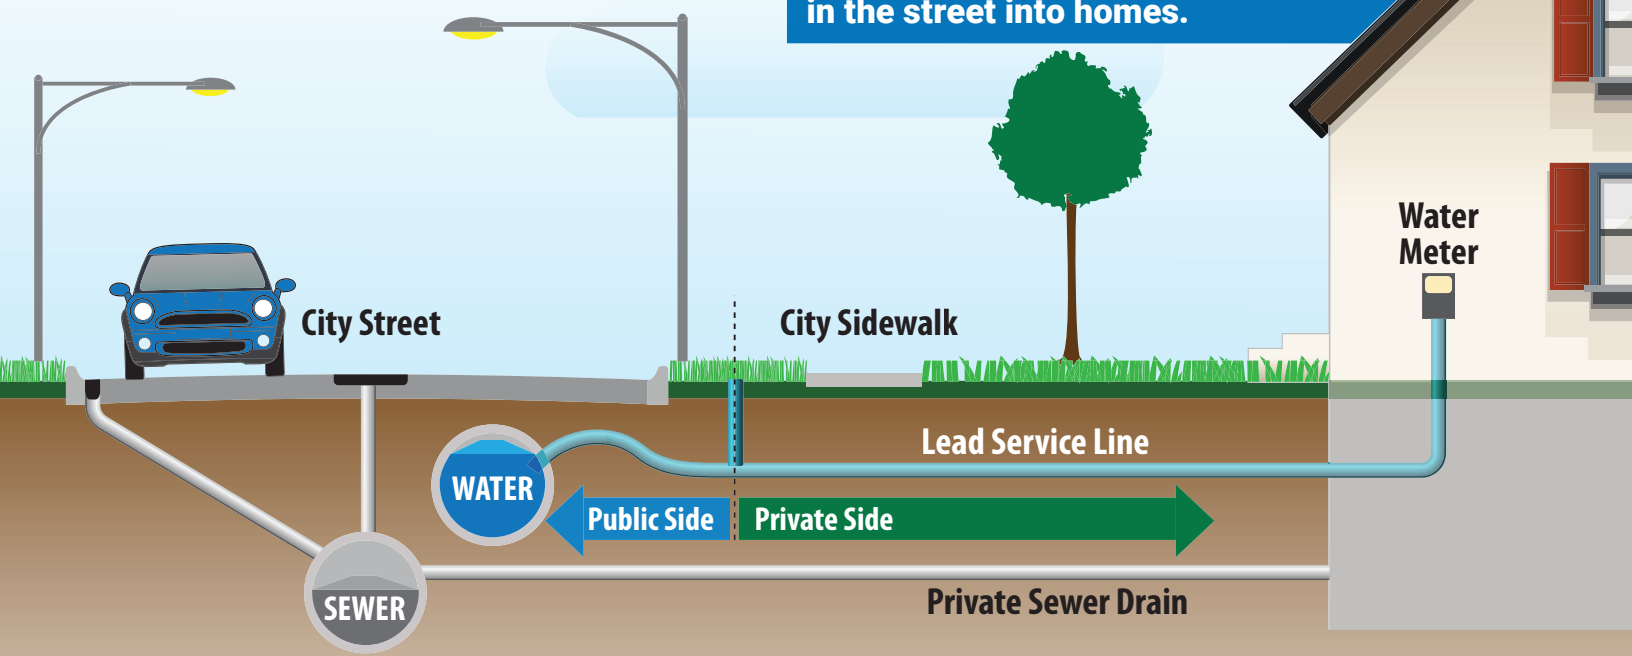 in the street into homes.
Water
Meter
City Street
City Sidewalk
Lead Service Line
WATER
Public Side
Private Side
Private Sewer Drain
SEWER